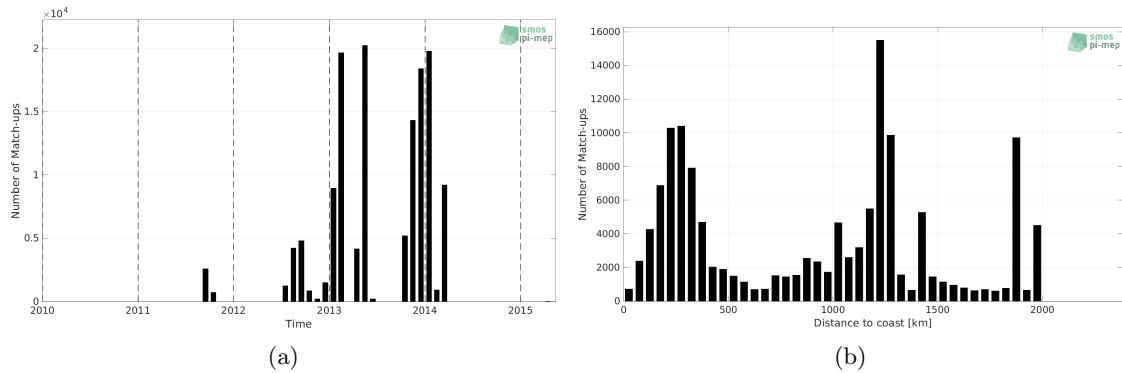 ×10⁴
smos
pi-mep
2
1.5
1
0.5
0
Number of Match-ups
2010 2011 2012 2013 2014 2015
Time
(a)
smos
pi-mep
16000
14000
12000
10000
8000
6000
4000
2000
0
Number of Match-ups
0 500 1000 1500 2000
Distance to coast [km]
(b)